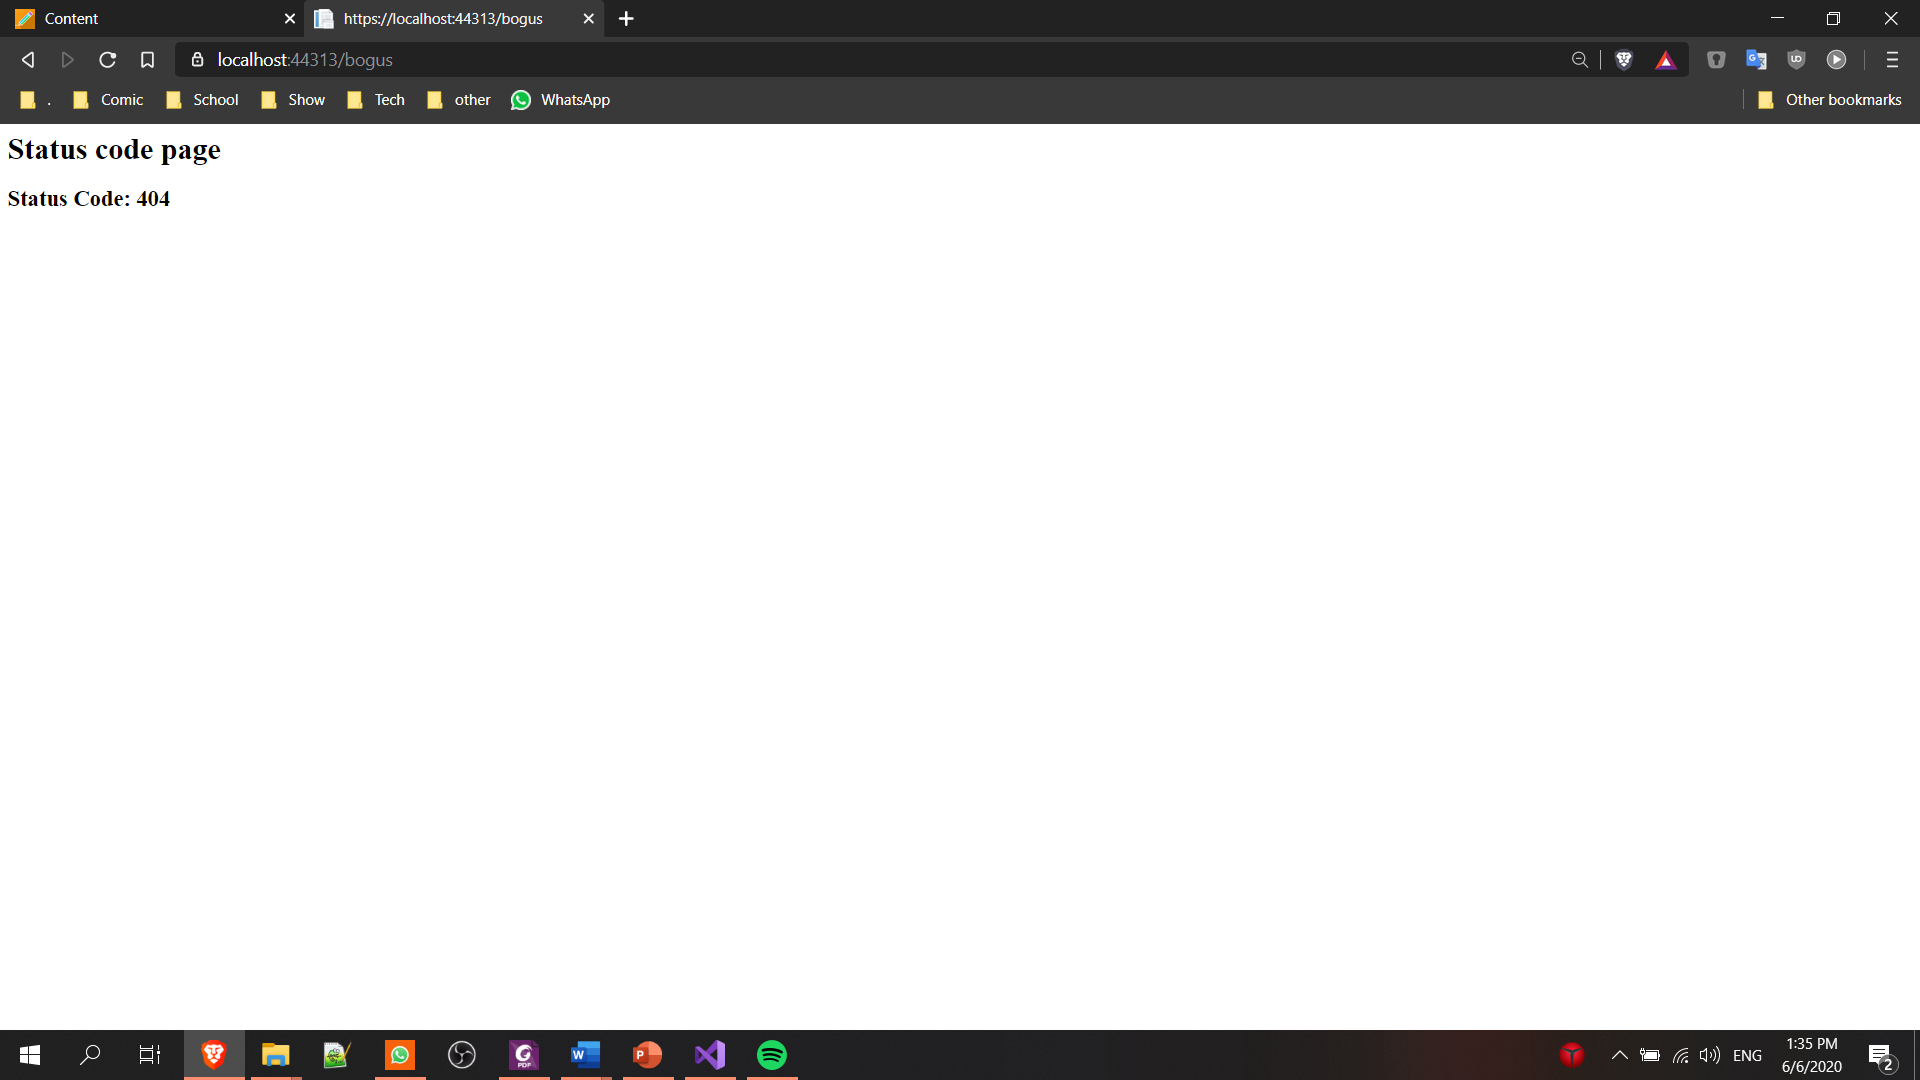 Content
https://localhost:44313/bogus
localhost:44313/bogus
. Comic School Show Tech other WhatsApp Other bookmarks
Status code page
Status Code: 404
ENG
1:35 PM
6/6/2020
2